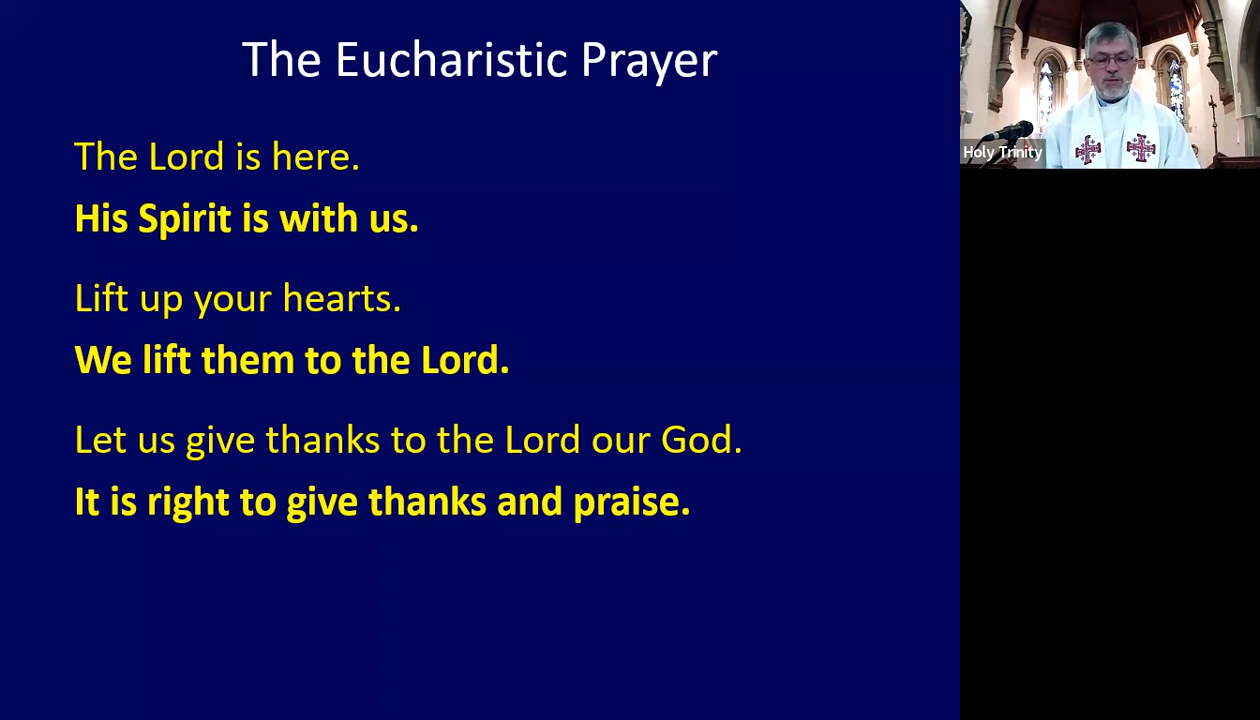 The Eucharistic Prayer
The Lord is here.
His Spirit is with us.
Lift up your hearts.
We lift them to the Lord.
Let us give thanks to the Lord our God.
It is right to give thanks and praise.
Holy Trinity